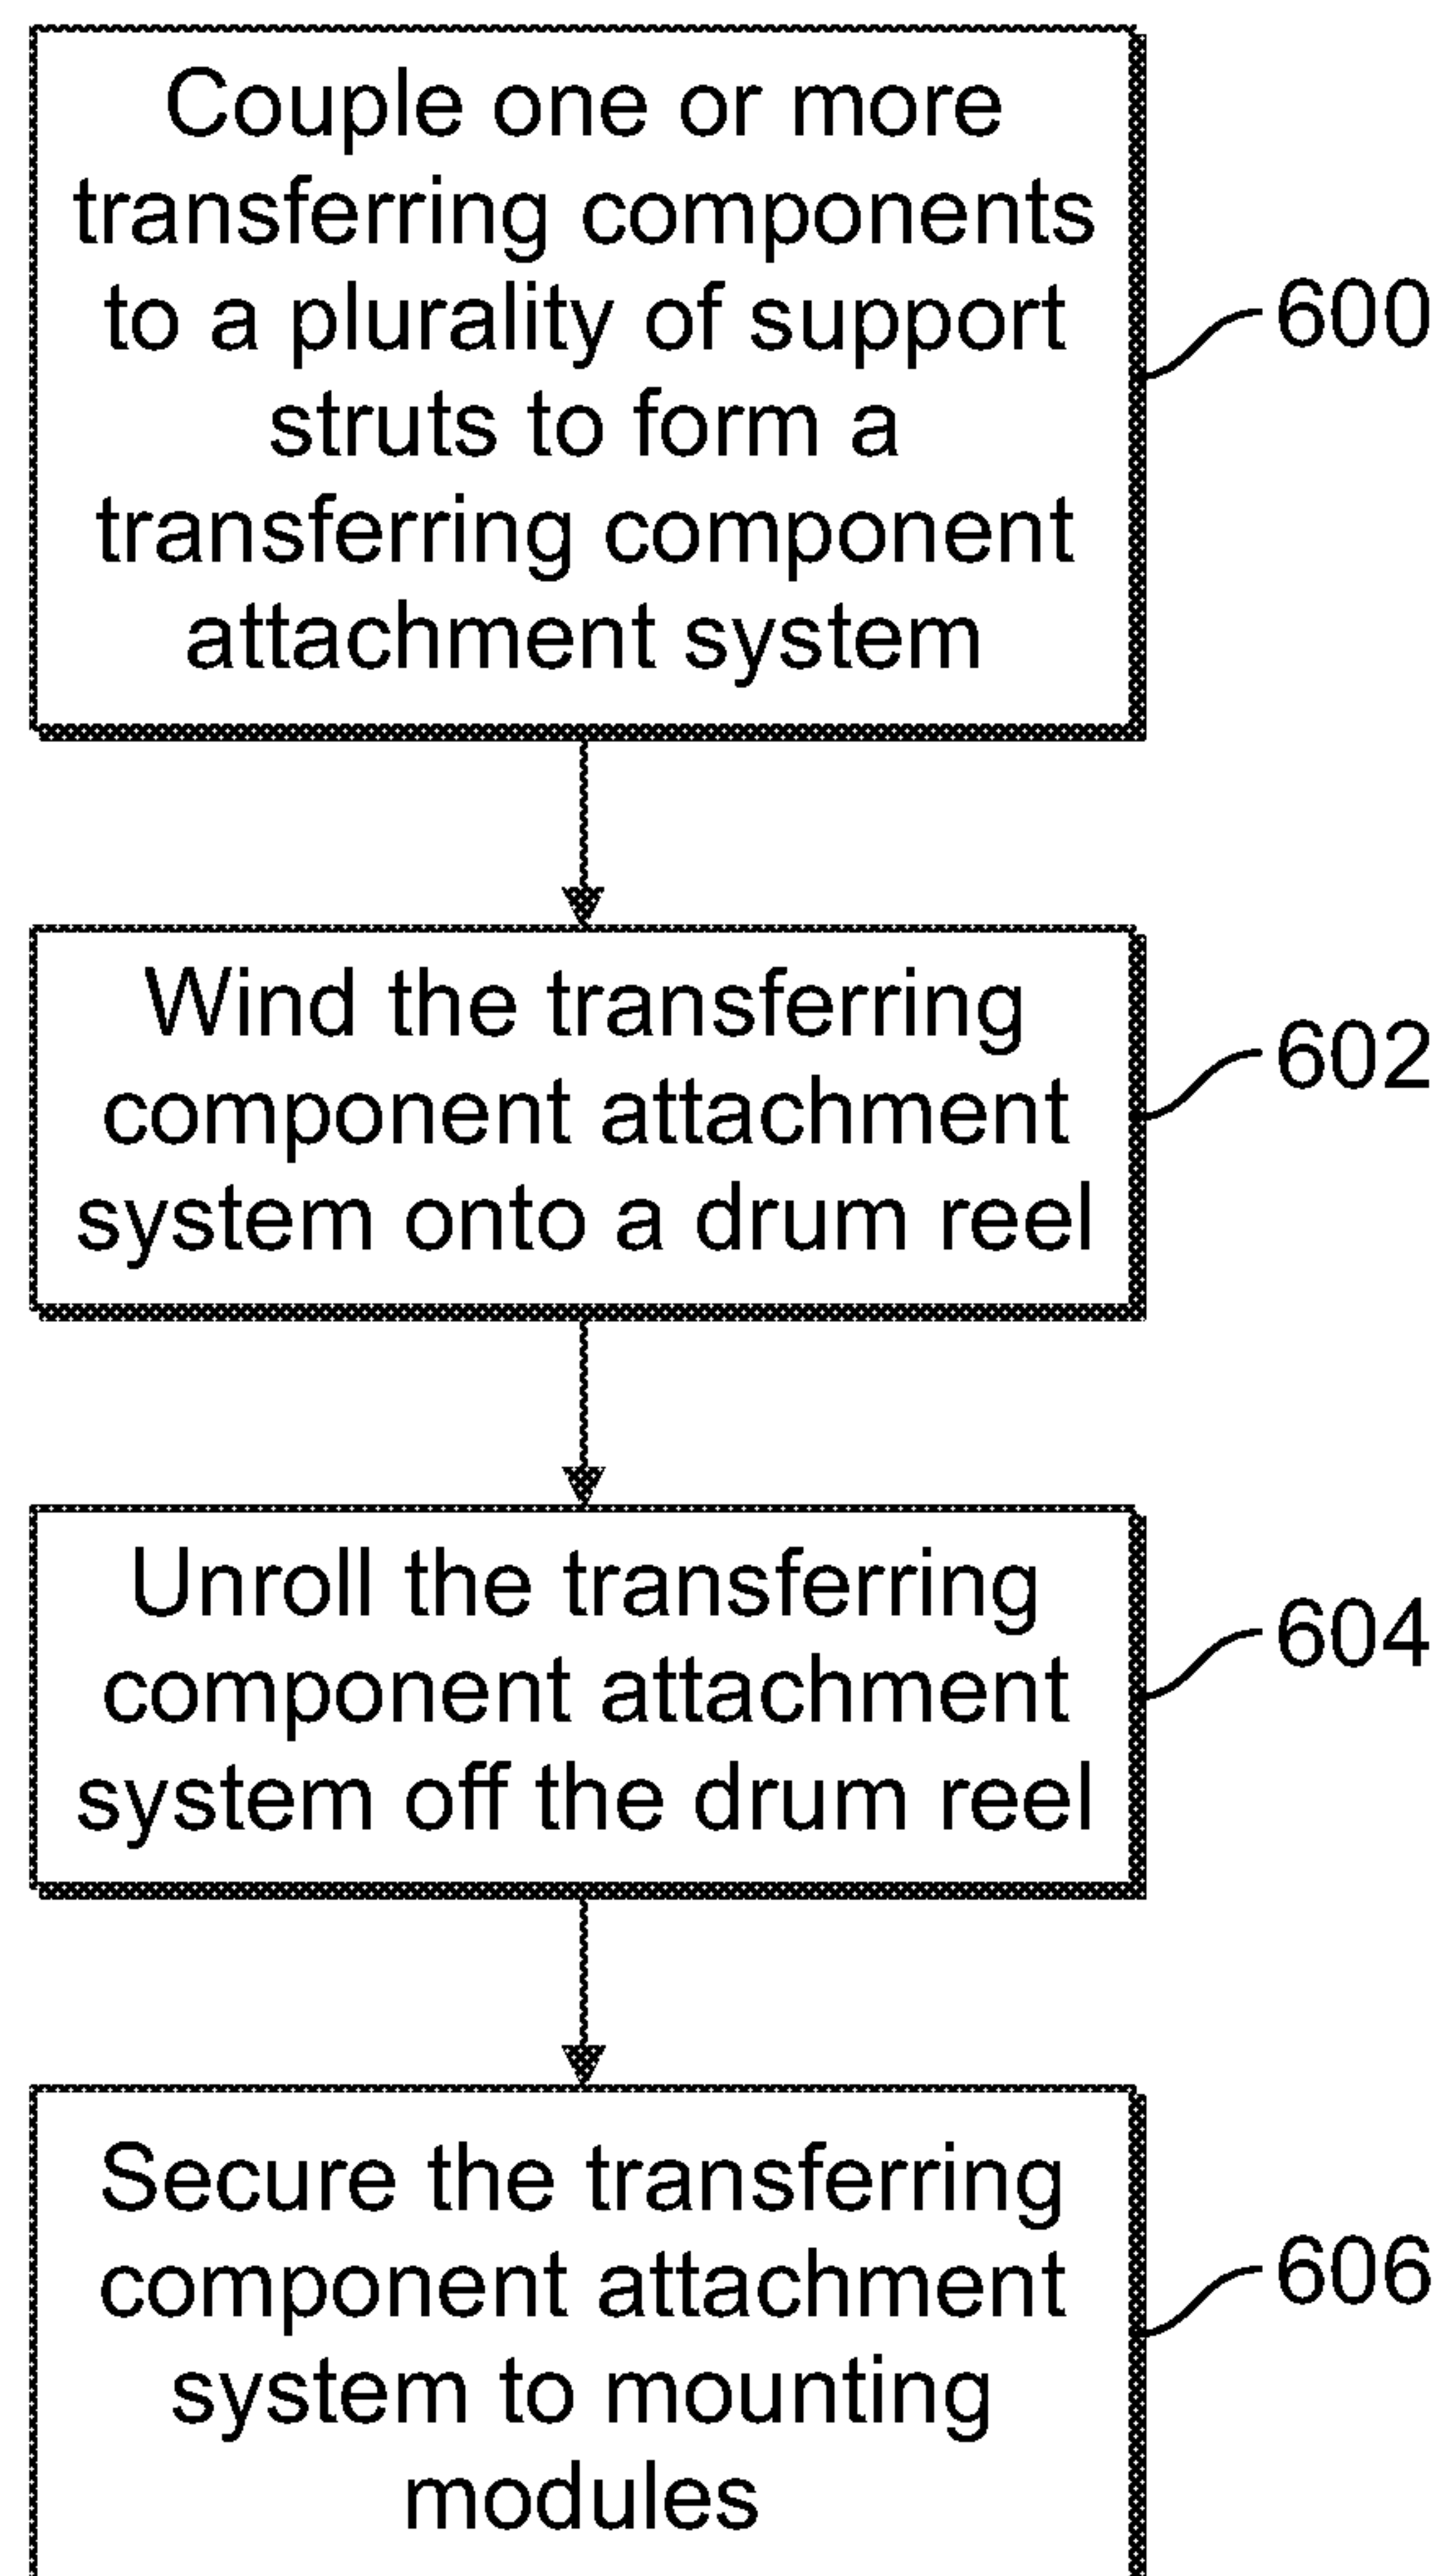 Couple one or more
transferring components
to a plurality of support
struts to form a
transferring component
attachment system
600
Wind the transferring
component attachment
system onto a drum reel
602
Unroll the transferring
component attachment
system off the drum reel
604
Secure the transferring
component attachment
system to mounting
modules
606